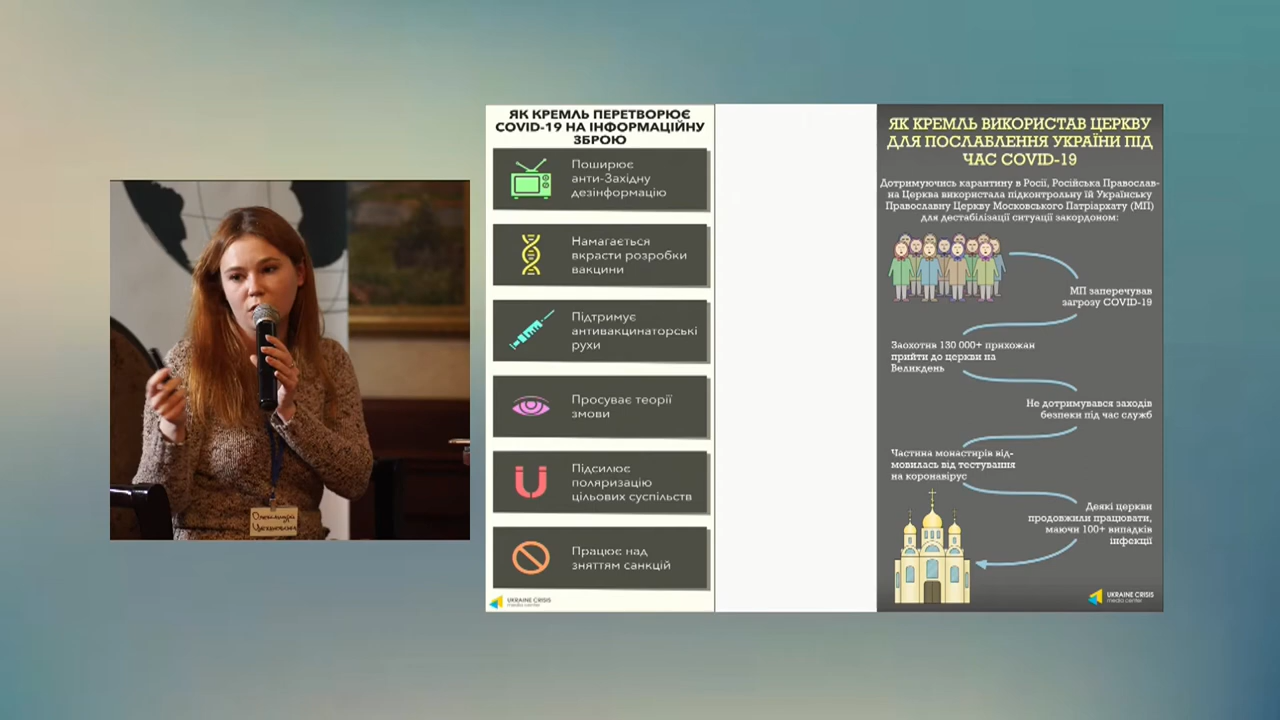 ЯК КРЕМЛЬ ПЕРЕТВОРЮЄ
COVID-19 НА ІНФОРМАЦІЙНУ
ЗБРОЮ
Поширює
анти-Західну
дезінформацію
Намагається
вкрасти розробки
вакцини
Підтримує
антивакцинаторські
рухи
Просуває теорії
змови
Підсилює
поляризацію
цільових суспільств
Працює над
зняттям санкцій
UKRAINE CRISIS
media center
ЯК КРЕМЛЬ ВИКОРИСТАВ ЦЕРКВУ
ДЛЯ ПОСЛАБЛЕННЯ УКРАЇНИ ПІД
ЧАС COVID-19
Дотримуючись карантину в Росії, Російська Православ-
на Церква використала підконтрольну їй Українську
Православну Церкву Московського Патріархату (МП)
для дестабілізації ситуації закордоном:
МП заперечував
загрозу COVID-19
Заохотив 130 000+ прихожан
прийти до церкви на
Великдень
Не дотримувався заходів
безпеки під час служб
Частина монастирів від-
мовилась від тестування
на коронавірус
Деякі церкви
продовжили працювати,
маючи 100+ випадків
інфекції
UKRAINE CRISIS
media center
Олександра